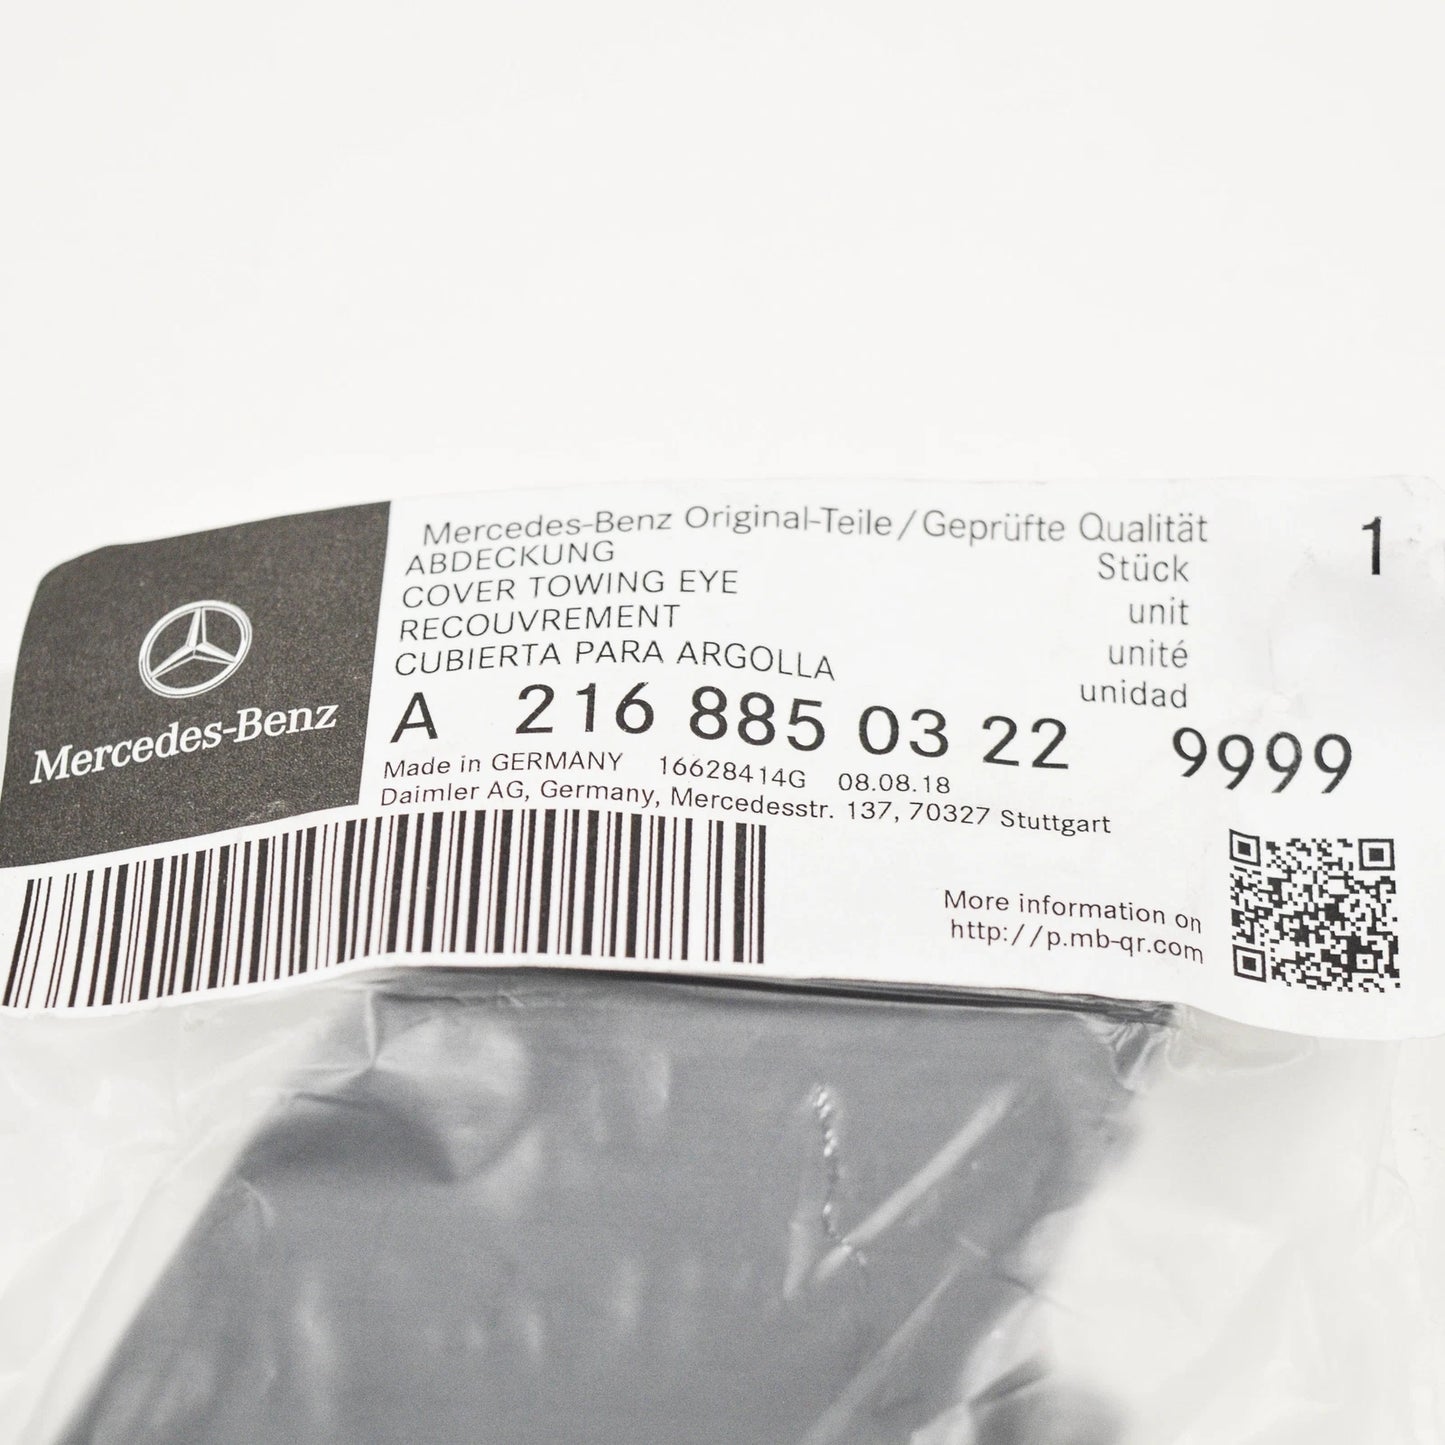 Mercedes-Benz
Mercedes-Benz Original-Teile/Geprüfte Qualität
ABDECKUNG
COVER TOWING EYE
RECOUVREMENT
CUBIERTA PARA ARGOLLA
Stück 1
unit
unité
unidad
A 216 885 03 22 9999
Made in GERMANY 16628414G 08.08.18
Daimler AG, Germany, Mercedesstr. 137, 70327 Stuttgart
More information on
http://p.mb-qr.com